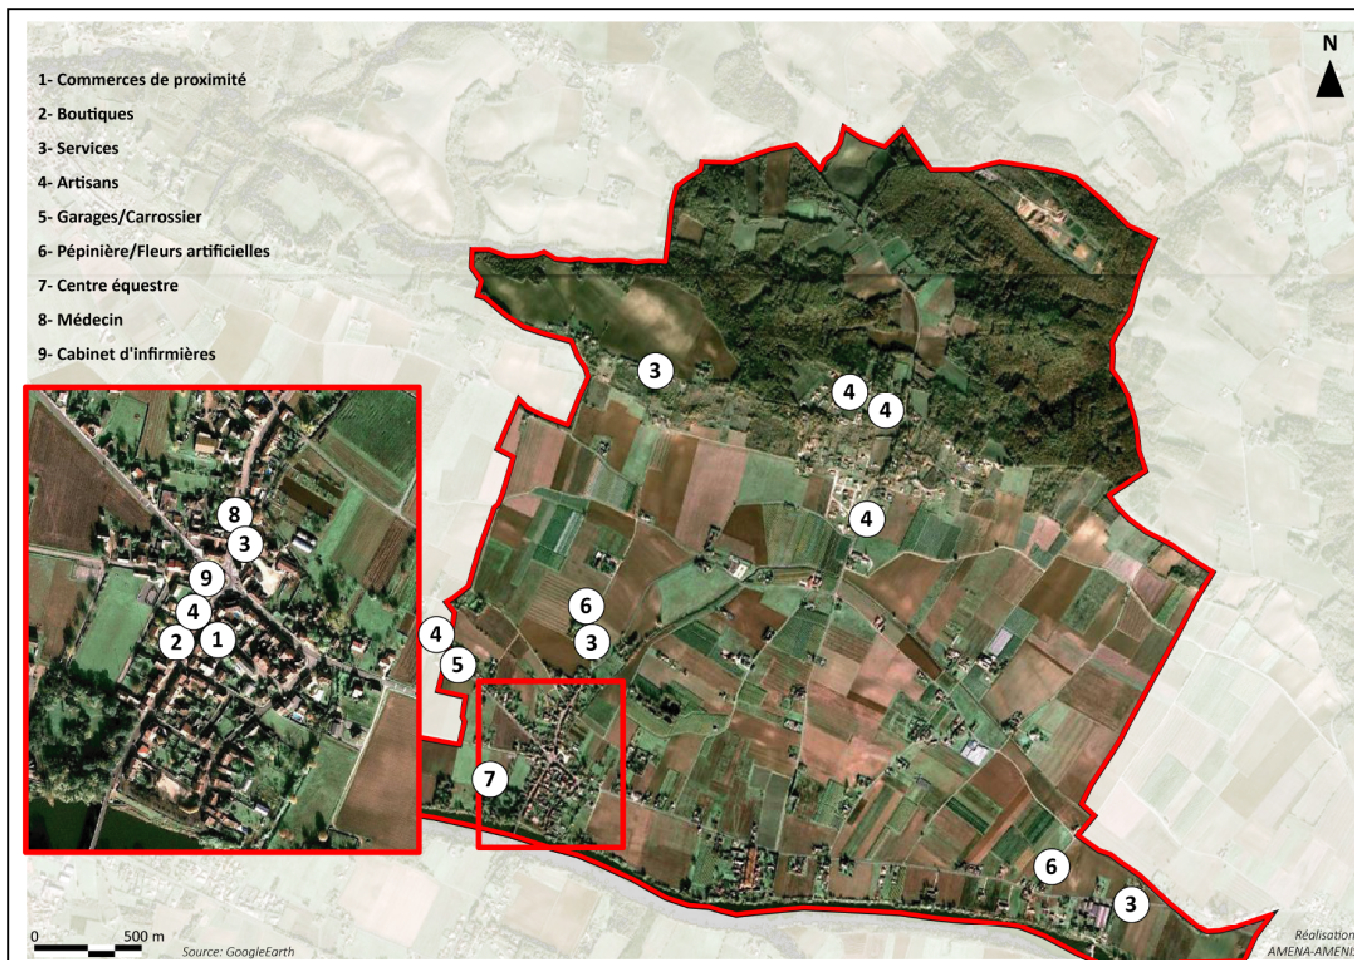 N
1- Commerces de proximité
2- Boutiques
3- Services
4- Artisans
5- Garages/Carrossier
6- Pépinière/Fleurs artificielles
7- Centre équestre
8- Médecin
9- Cabinet d'infirmières
3
4
4
4
8
3
9
4
2
1
6
3
4
5
7
6
3
0 500 m
Source: GoogleEarth
Réalisation
AMENA-AMENIS